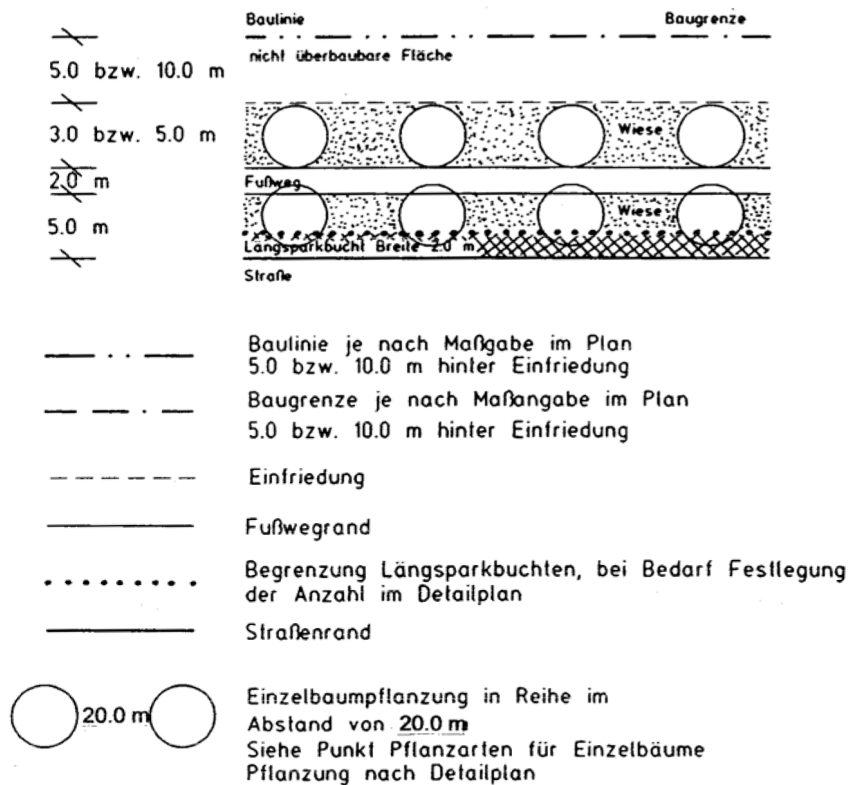 Baulinie Baugrenze
nicht überbaubare Fläche
5.0 bzw. 10.0 m
3.0 bzw. 5.0 m
Wiese
2.0 m
Fußweg
Wiese
5.0 m
Längsparkbucht Breite 2.0 m
Straße
Baulinie je nach Maßgabe im Plan
5.0 bzw. 10.0 m hinter Einfriedung
Baugrenze je nach Maßangabe im Plan
5.0 bzw. 10.0 m hinter Einfriedung
Einfriedung
Fußwegrand
Begrenzung Längsparkbuchten, bei Bedarf Festlegung
der Anzahl im Detailplan
Straßenrand
20.0 m
Einzelbaumpflanzung in Reihe im
Abstand von 20.0 m
Siehe Punkt Pflanzarten für Einzelbäume
Pflanzung nach Detailplan